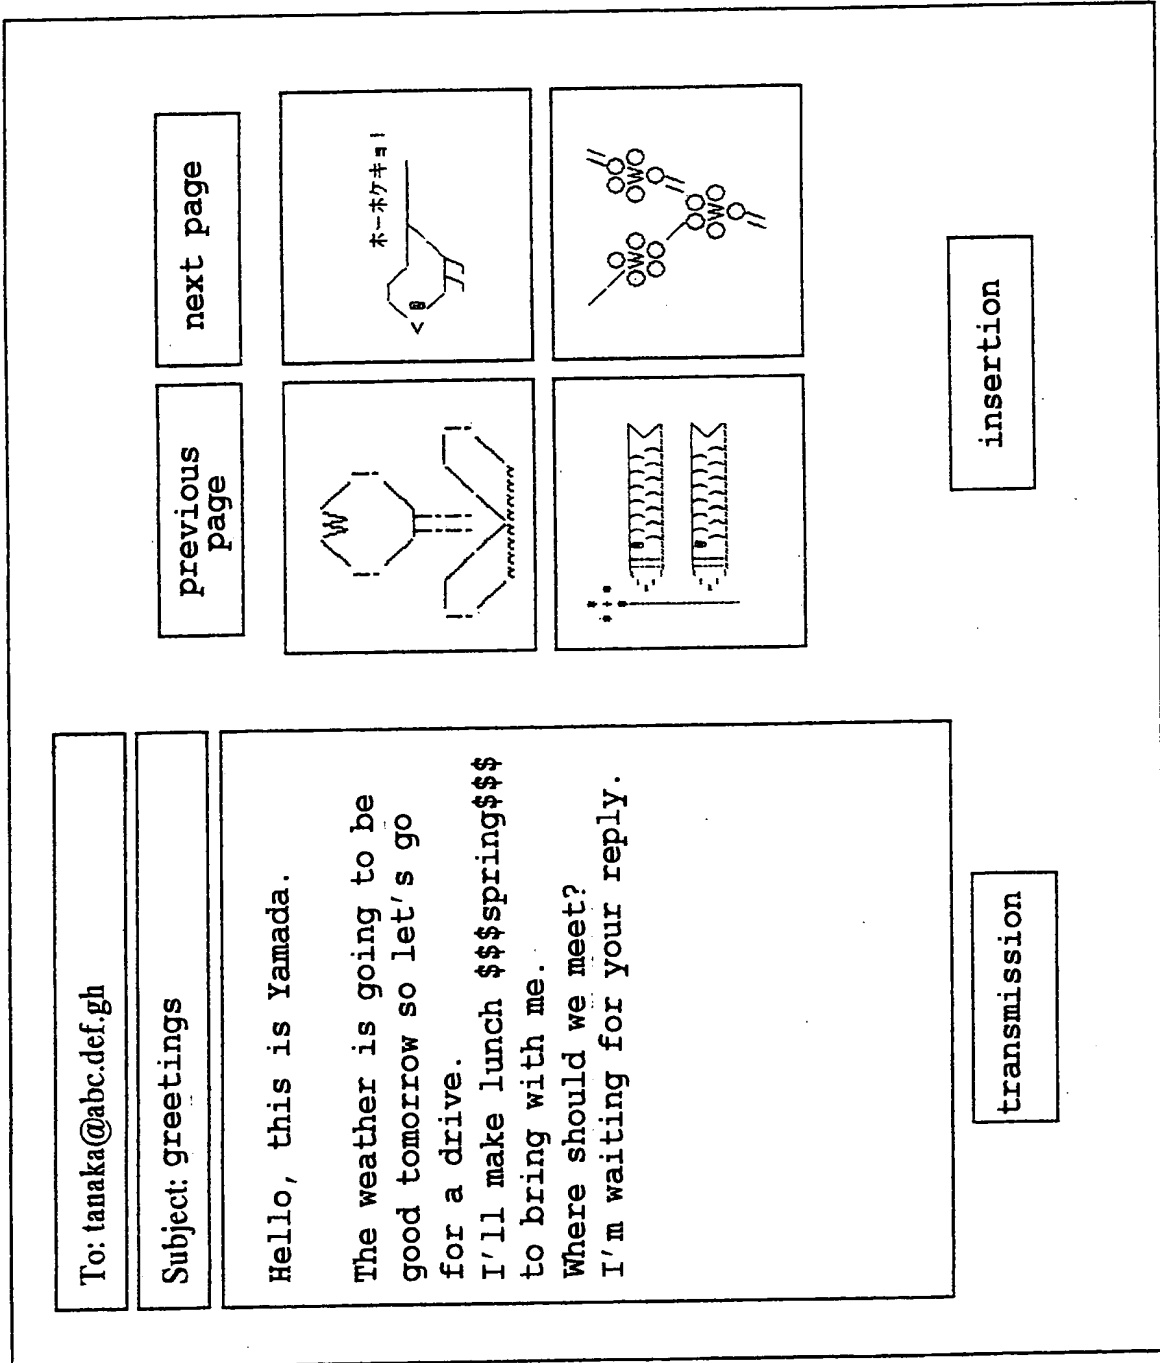 To: tanaka@abc.def.gh
Subject: greetings
Hello, this is Yamada.
The weather is going to be
good tomorrow so let's go
for a drive.
I'll make lunch $$$spring$$$
to bring with me.
Where should we meet?
I'm waiting for your reply.
transmission
previous
page
next page
ホーホケキョ!
insertion